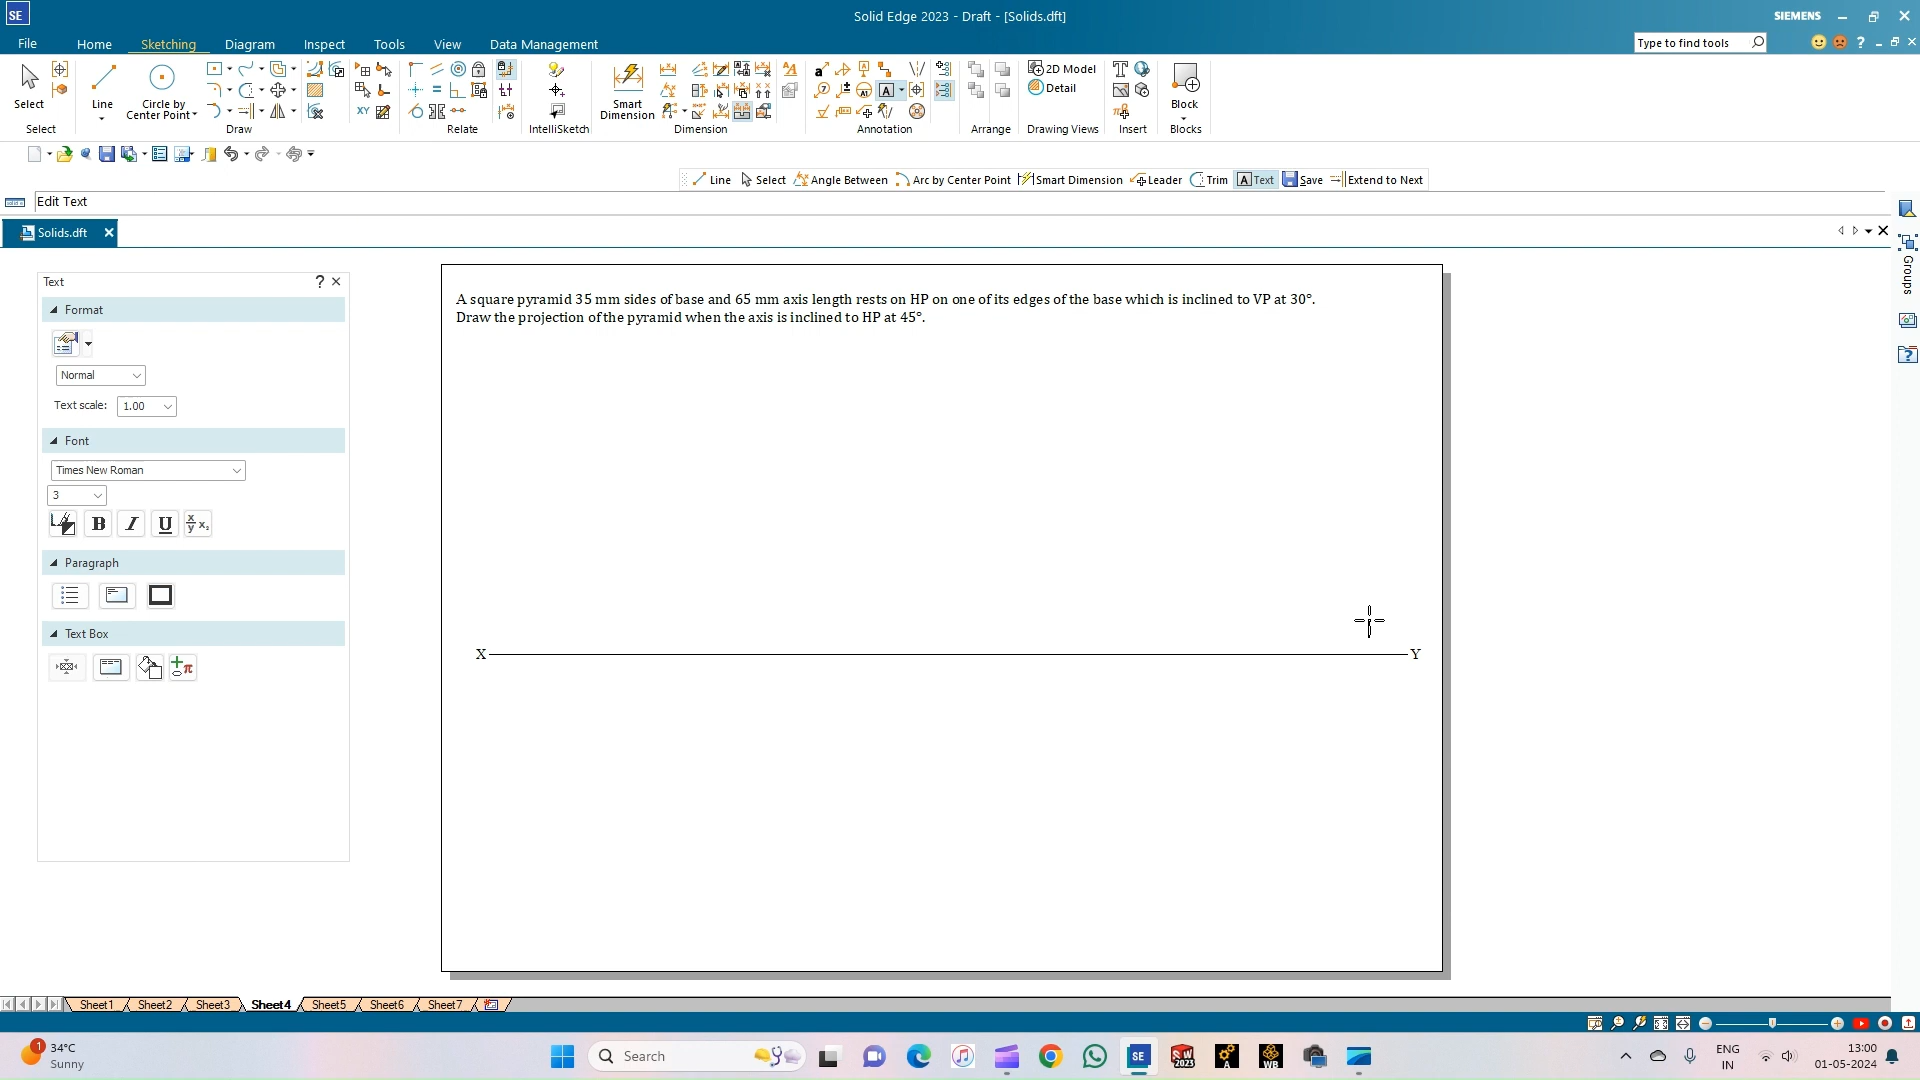 SE
Solid Edge 2023 - Draft - [Solids.dft]
SIEMENS
File
Home
Sketching
Diagram
Inspect
Tools
View
Data Management
Type to find tools
Select
Line
Circle by
Center Point
Smart
Dimension
2D Model
Detail
Block
Select
Draw
Relate
IntelliSketch
Dimension
Annotation
Arrange
Drawing Views
Insert
Blocks
Line
Select
Angle Between
Arc by Center Point
Smart Dimension
Leader
Trim
Text
Save
Extend to Next
Edit Text
Solids.dft
Groups
Text
Format
Normal
Text scale:
1.00
Font
Times New Roman
3
B I U
Paragraph
Text Box
A square pyramid 35 mm sides of base and 65 mm axis length rests on HP on one of its edges of the base which is inclined to VP at 30°.
Draw the projection of the pyramid when the axis is inclined to HP at 45°.
X
Y
Sheet1
Sheet2
Sheet3
Sheet4
Sheet5
Sheet6
Sheet7
1
34°C
Sunny
Search
SE
ENG
IN
13:00
01-05-2024